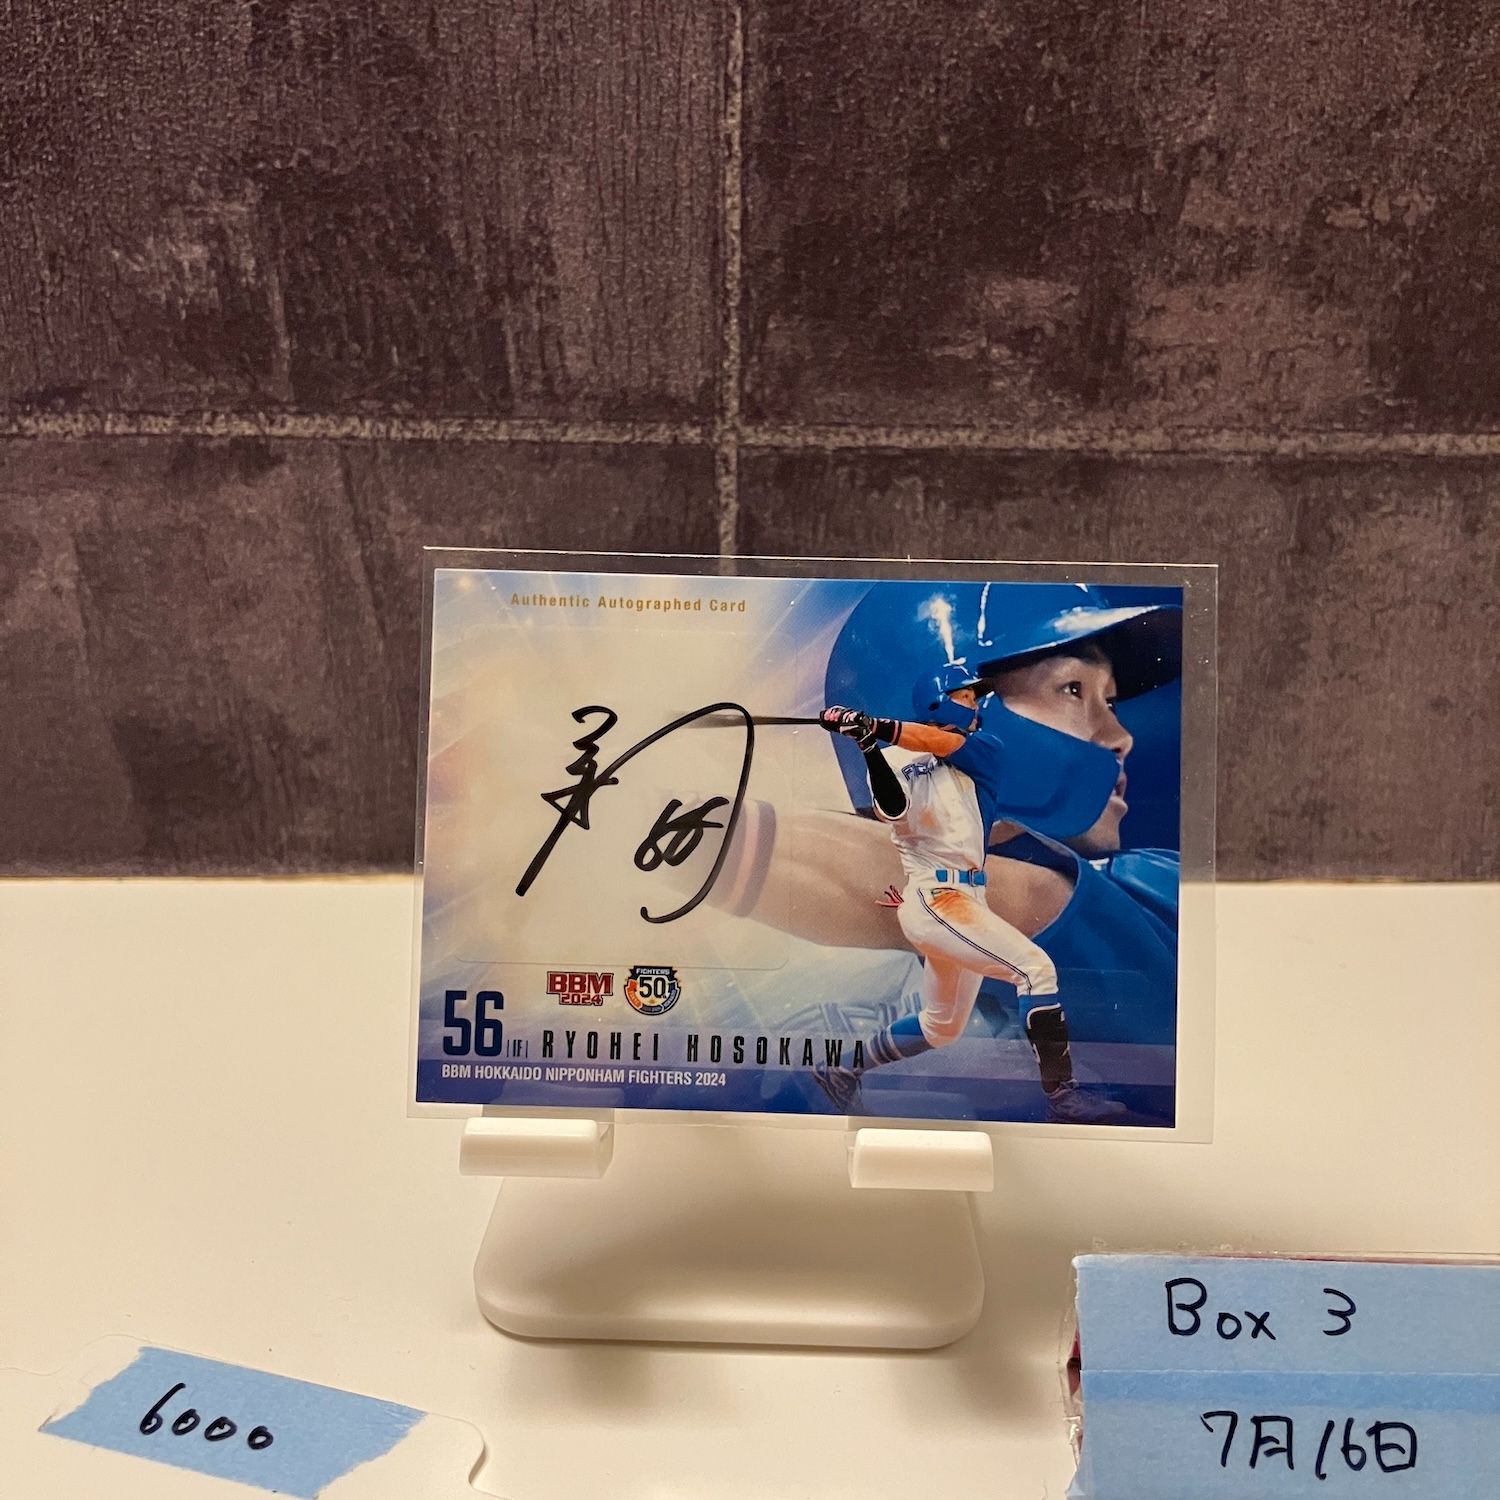 Authentic Autographed Card
56
BBM
2024
FIGHTERS
50
56 |IF| RYOHEI HOSOKAWA
BBM HOKKAIDO NIPPONHAM FIGHTERS 2024
6000
Box 3
7月16日